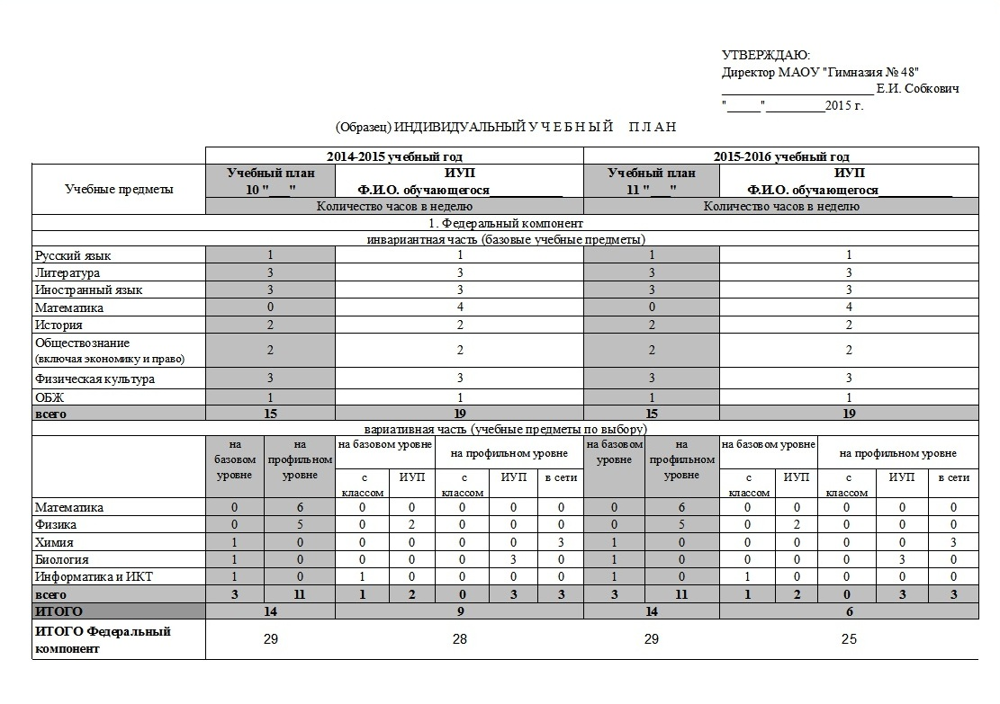 УТВЕРЖДАЮ:
Директор МАОУ "Гимназия № 48"
_______________________ Е.И. Собкович
"_____"_________2015 г.
(Образец) ИНДИВИДУАЛЬНЫЙ У Ч Е Б Н Ы Й П Л А Н
2014-2015 учебный год 2015-2016 учебный год
Учебные предметы
Учебный план ИУП Учебный план ИУП
10 "___" Ф.И.О. обучающегося___________ 11 "___" Ф.И.О. обучающегося___________
Количество часов в неделю Количество часов в неделю
1. Федеральный компонент
инвариантная часть (базовые учебные предметы)
Русский язык 1 1 1 1
Литература 3 3 3 3
Иностранный язык 3 3 3 3
Математика 0 4 0 4
История 2 2 2 2
Обществознание
(включая экономику и право) 2 2 2 2
Физическая культура 3 3 3 3
ОБЖ 1 1 1 1
всего 15 19 15 19
вариативная часть (учебные предметы по выбору)
на базовом уровне на профильном уровне на базовом уровне на профильном уровне на базовом уровне на профильном уровне на базовом уровне на профильном уровне
с классом ИУП с классом ИУП в сети с классом ИУП с классом ИУП в сети
Математика 0 6 0 0 0 0 0 0 6 0 0 0 0 0
Физика 0 5 0 2 0 0 0 0 5 0 2 0 0 0
Химия 1 0 0 0 0 0 3 1 0 0 0 0 0 3
Биология 1 0 0 0 0 3 0 1 0 0 0 0 3 0
Информатика и ИКТ 1 0 1 0 0 0 0 1 0 1 0 0 0 0
всего 3 11 1 2 0 3 3 3 11 1 2 0 3 3
ИТОГО 14 9 14 6
ИТОГО Федеральный
компонент 29 28 29 25